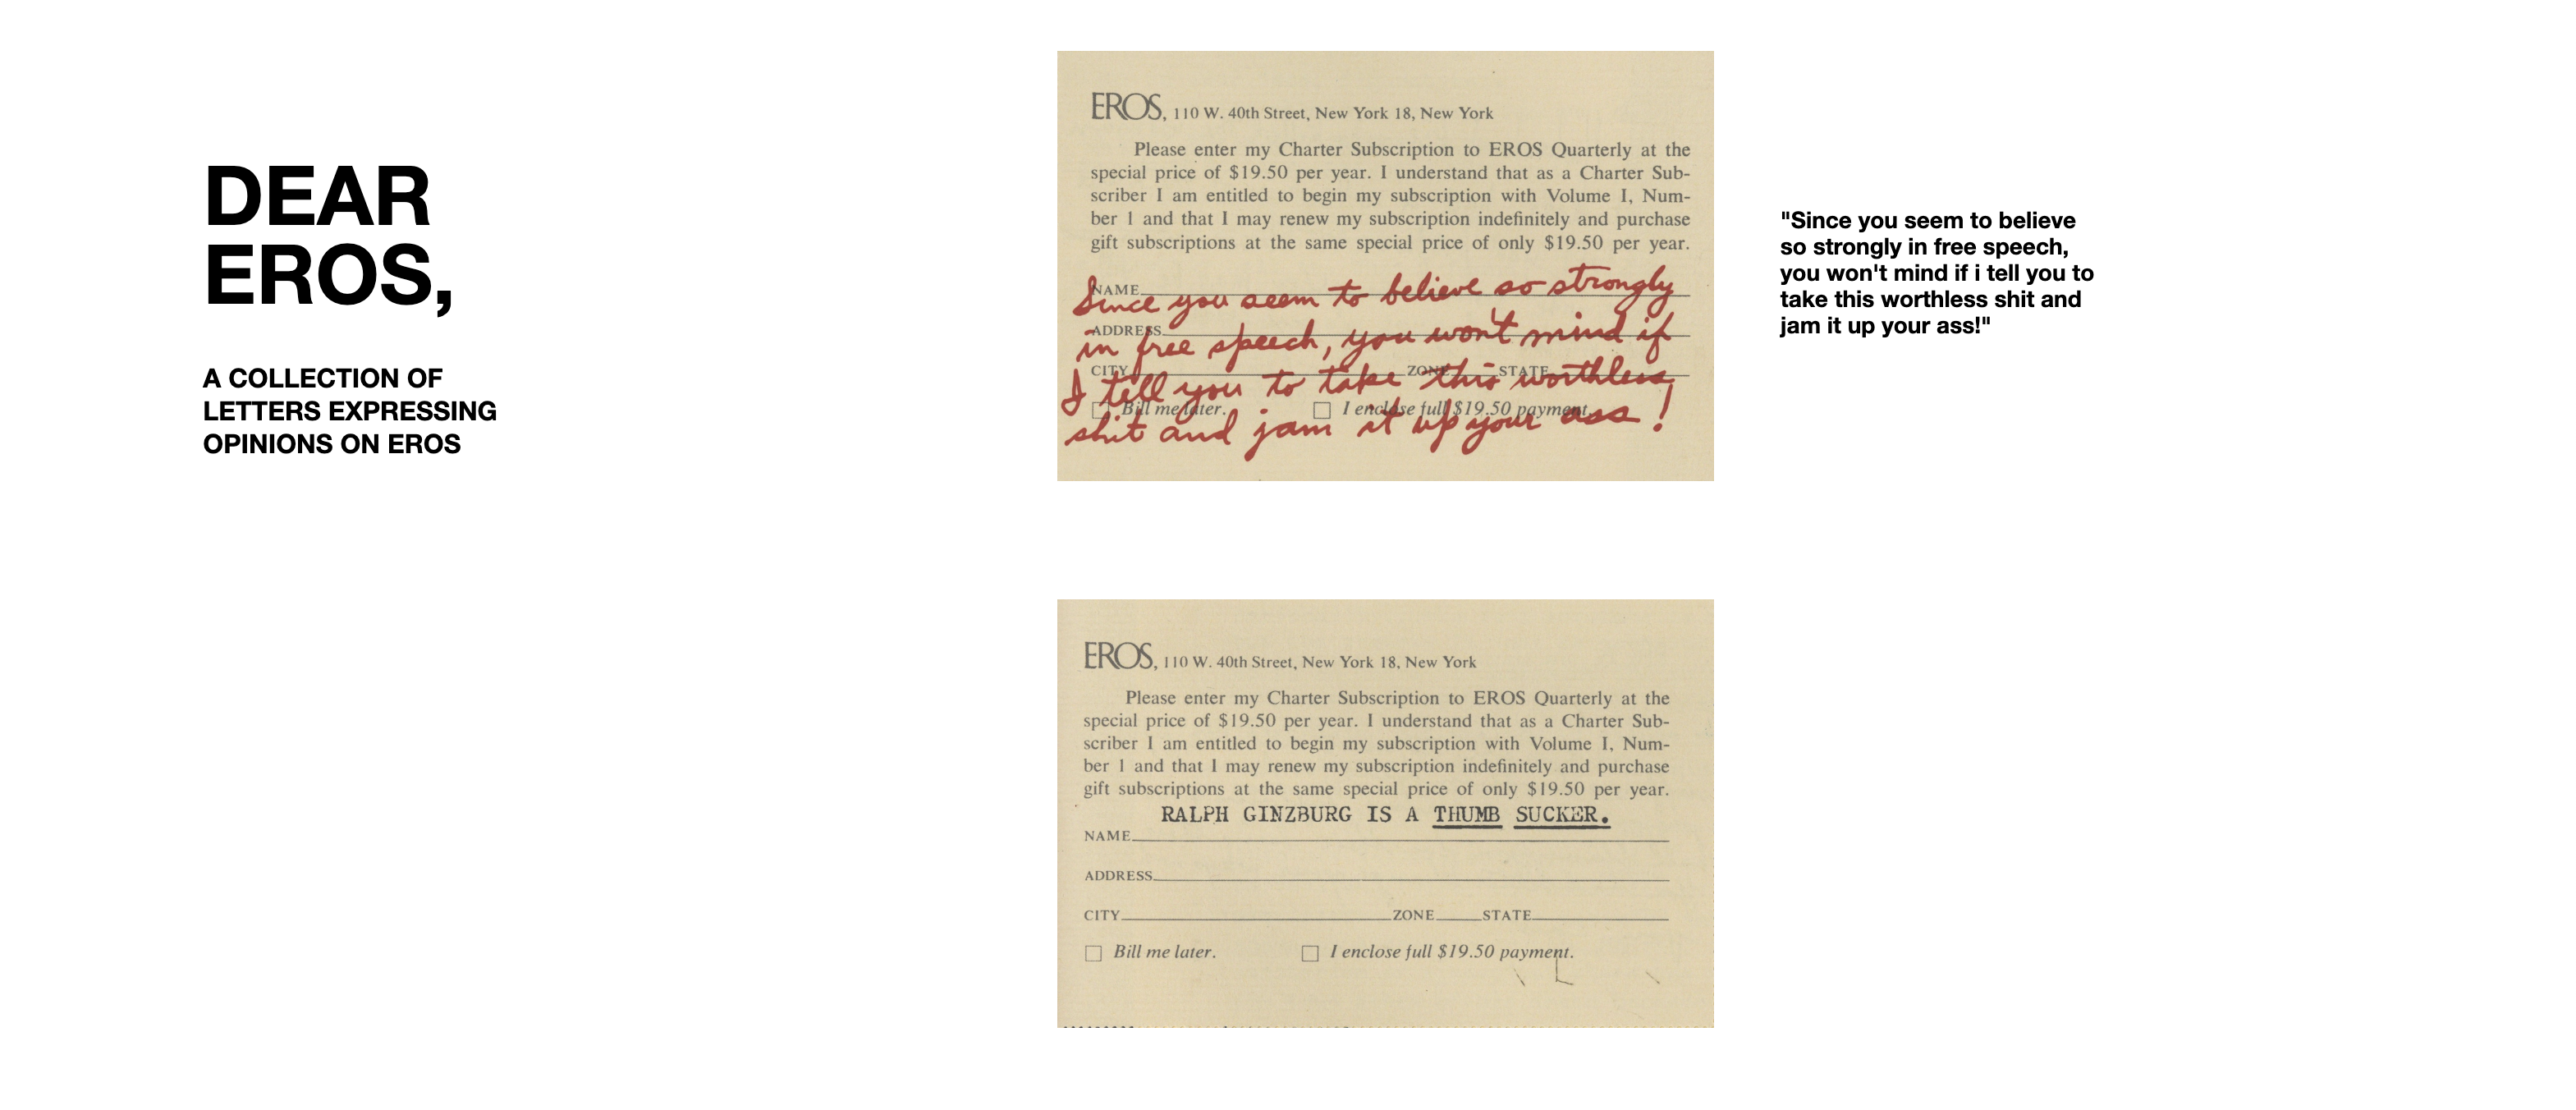 DEAR
EROS,
A COLLECTION OF
LETTERS EXPRESSING
OPINIONS ON EROS
EROS, 110 W. 40th Street, New York 18, New York
Please enter my Charter Subscription to EROS Quarterly at the
special price of $19.50 per year. I understand that as a Charter Sub-
scriber I am entitled to begin my subscription with Volume I, Num-
ber 1 and that I may renew my subscription indefinitely and purchase
gift subscriptions at the same special price of only $19.50 per year.
NAME
Since you seem to believe so strongly
ADDRESS
in free speech, you won't mind if
CITY ZONE STATE
I tell you to take this worthless
Bill me later. I enclose full $19.50 payment.
shit and jam it up your ass!
"Since you seem to believe
so strongly in free speech,
you won't mind if i tell you to
take this worthless shit and
jam it up your ass!"
EROS, 110 W. 40th Street, New York 18, New York
Please enter my Charter Subscription to EROS Quarterly at the
special price of $19.50 per year. I understand that as a Charter Sub-
scriber I am entitled to begin my subscription with Volume I, Num-
ber 1 and that I may renew my subscription indefinitely and purchase
gift subscriptions at the same special price of only $19.50 per year.
RALPH GINZBURG IS A THUMB SUCKER.
NAME
ADDRESS
CITY ZONE STATE
Bill me later. I enclose full $19.50 payment.